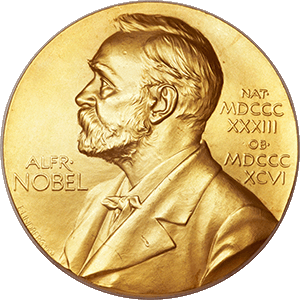 ALFR·
NOBEL
NAT·
MDCCC
XXXIII
OB·
MDCCC
XCVI